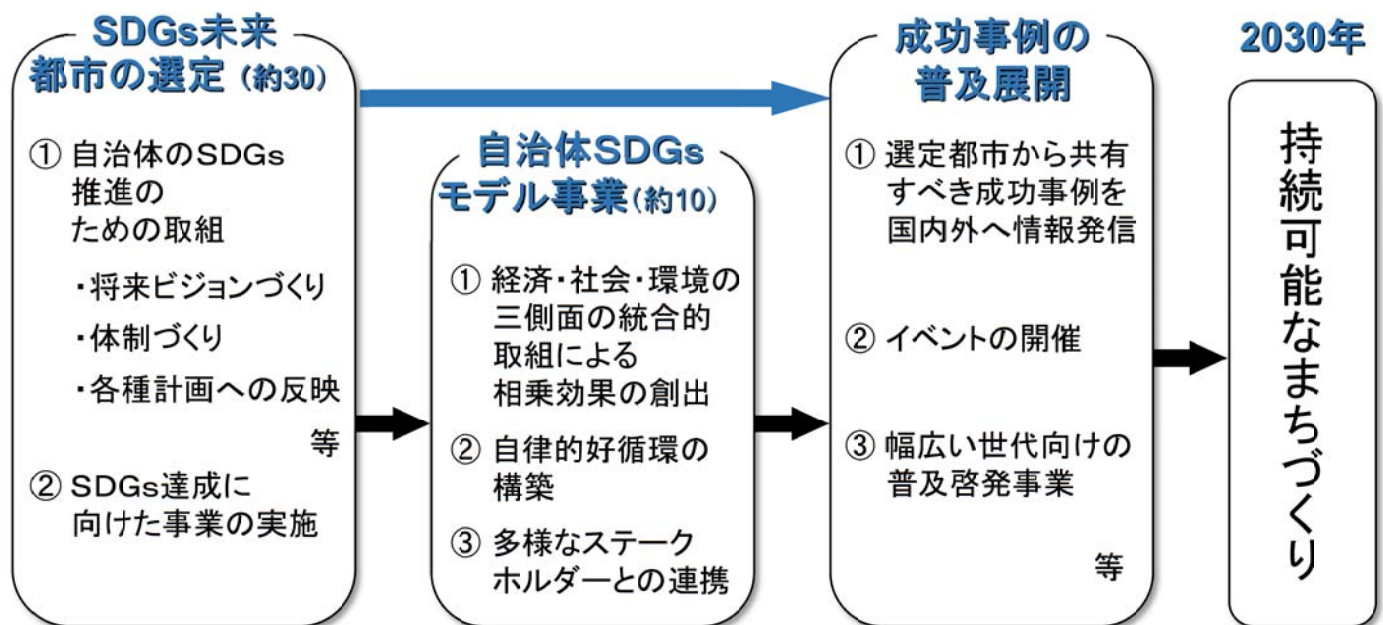 SDGs未来
都市の選定（約30）
① 自治体のSDGs
推進の
ための取組
・将来ビジョンづくり
・体制づくり
・各種計画への反映
等
② SDGs達成に
向けた事業の実施
自治体SDGs
モデル事業（約10）
① 経済・社会・環境の
三側面の統合的
取組による
相乗効果の創出
② 自律的好循環の
構築
③ 多様なステーク
ホルダーとの連携
成功事例の
普及展開
① 選定都市から共有
すべき成功事例を
国内外へ情報発信
② イベントの開催
③ 幅広い世代向けの
普及啓発事業
等
2030年
持続可能なまちづくり